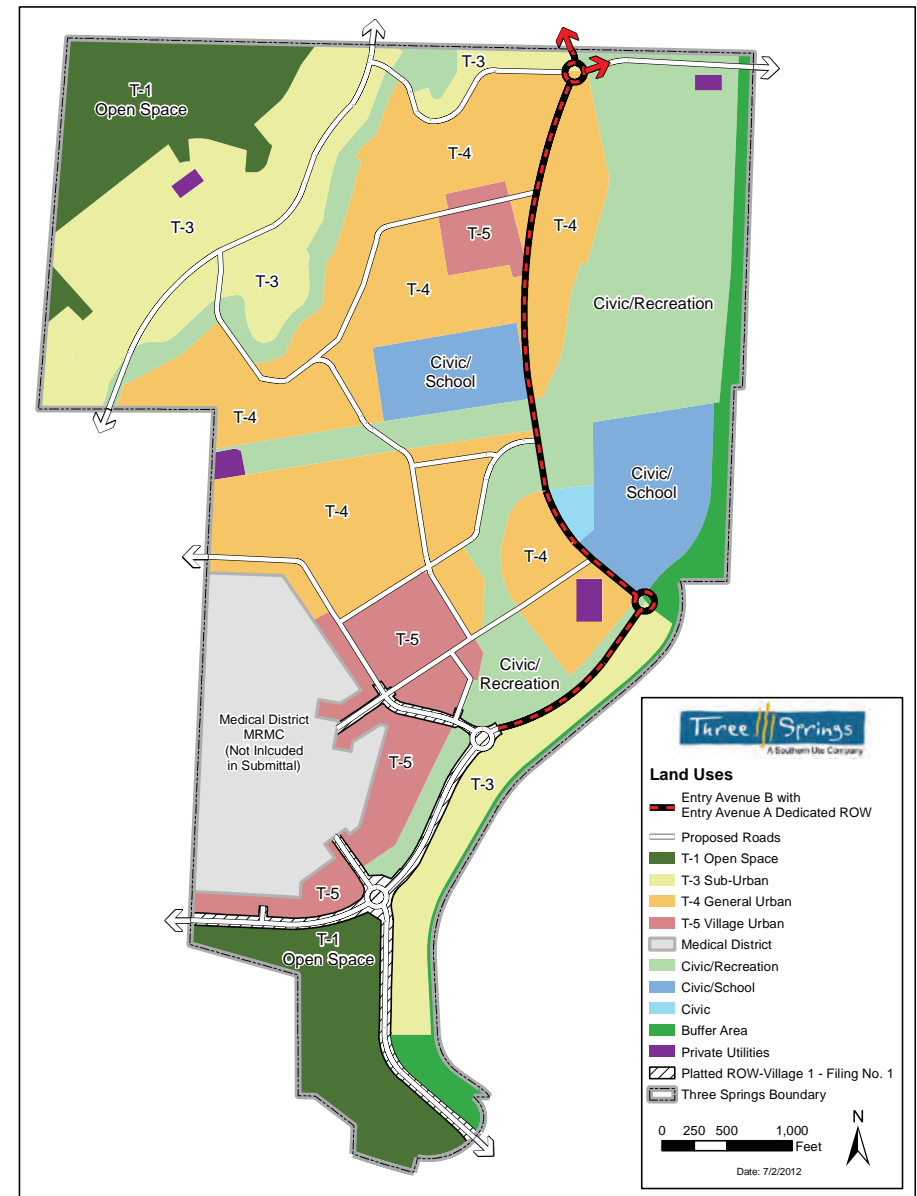 T-3
T-1
Open Space
T-4
T-3
T-5
T-4
T-3
T-4
Civic/Recreation
Civic/
School
T-4
Civic/
School
T-4
T-4
T-5
Civic/
Recreation
Medical District
MRMC
(Not Inlcuded
in Submittal)
T-5
T-3
T-5
T-1
Open Space
Three Springs
A Southern Ute Company
Land Uses
Entry Avenue B with
Entry Avenue A Dedicated ROW
Proposed Roads
T-1 Open Space
T-3 Sub-Urban
T-4 General Urban
T-5 Village Urban
Medical District
Civic/Recreation
Civic/School
Civic
Buffer Area
Private Utilities
Platted ROW-Village 1 - Filing No. 1
Three Springs Boundary
N
0 250 500 1,000
Feet
Date: 7/2/2012